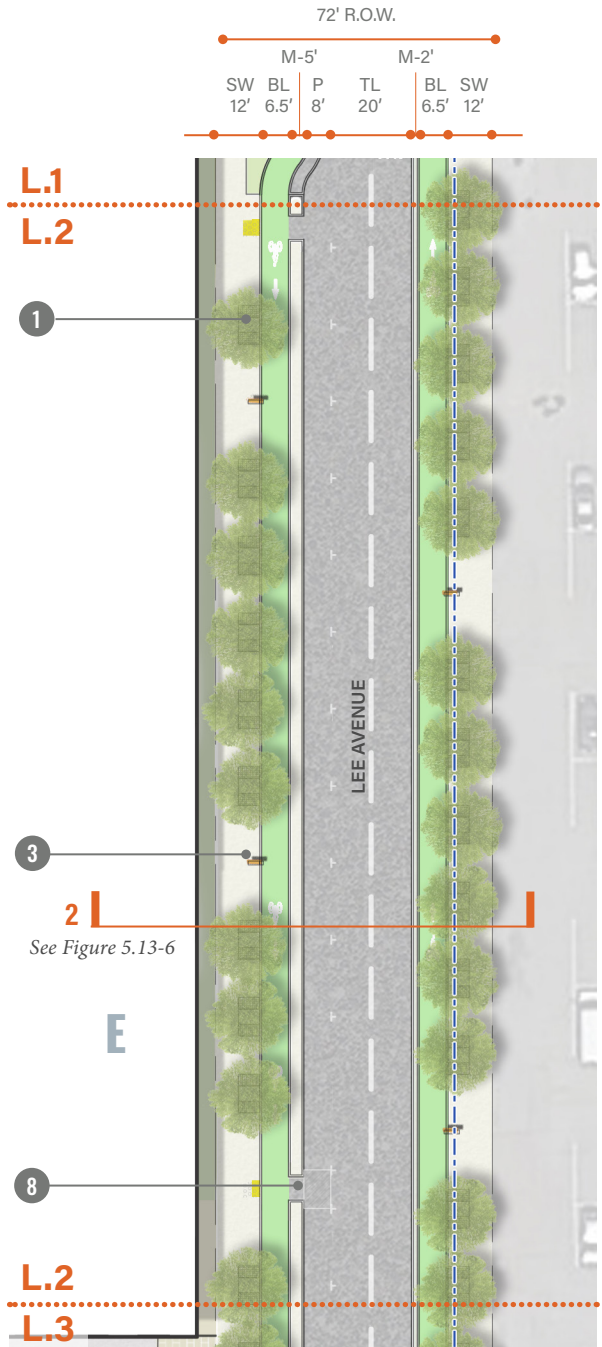 72' R.O.W.
M-5' M-2'
SW BL P TL BL SW
12' 6.5' 8' 20' 6.5' 12'
L.1
L.2
1
LEE AVENUE
3
2
See Figure 5.13-6
E
8
L.2
L.3